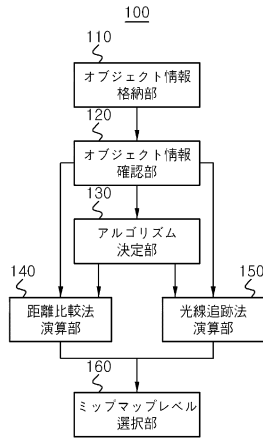 100
110
オブジェクト情報
格納部
120
オブジェクト情報
確認部
130
アルゴリズム
決定部
140
距離比較法
演算部
150
光線追跡法
演算部
160
ミップマップレベル
選択部